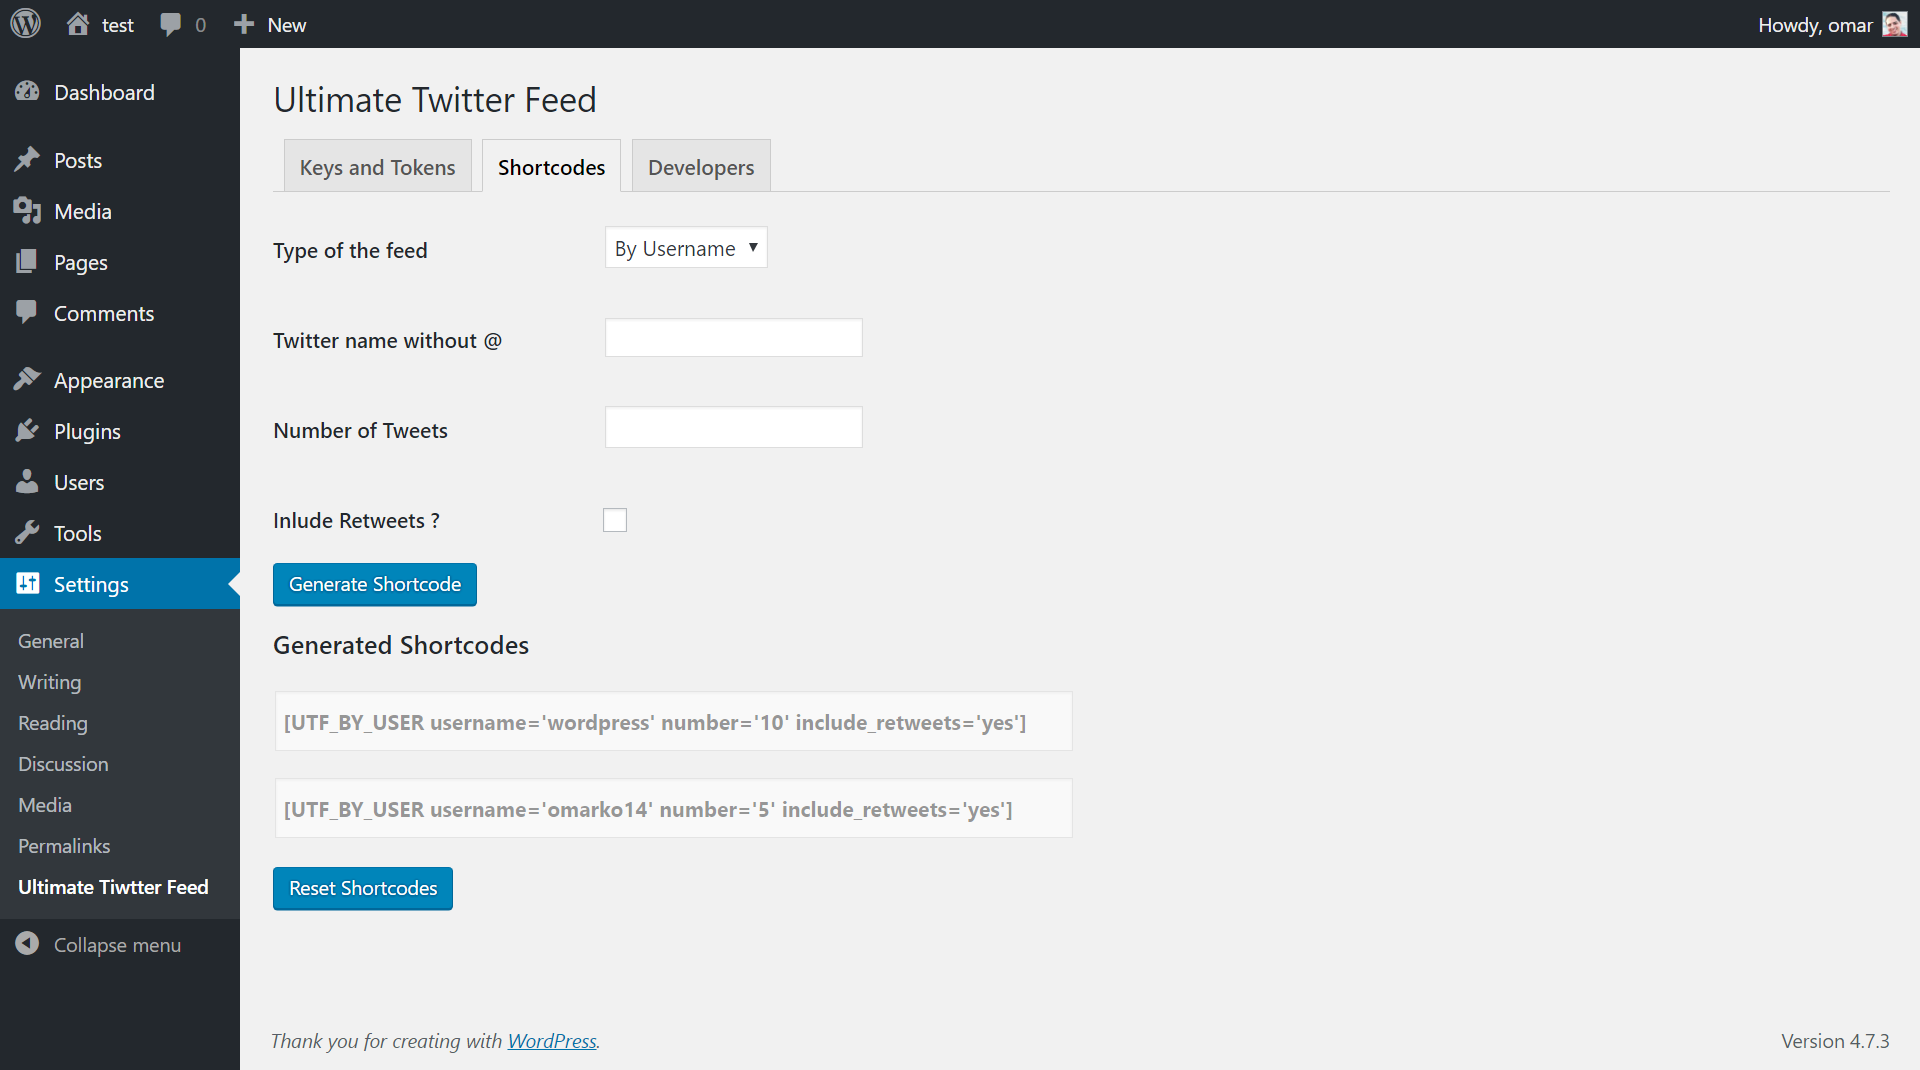 test 0 New Howdy, omar
Dashboard
Posts
Media
Pages
Comments
Appearance
Plugins
Users
Tools
Settings
General
Writing
Reading
Discussion
Media
Permalinks
Ultimate Tiwtter Feed
Collapse menu
Ultimate Twitter Feed
Keys and Tokens Shortcodes Developers
Type of the feed By Username
Twitter name without @
Number of Tweets
Inlude Retweets ?
Generate Shortcode
Generated Shortcodes
[UTF_BY_USER username='wordpress' number='10' include_retweets='yes']
[UTF_BY_USER username='omarko14' number='5' include_retweets='yes']
Reset Shortcodes
Thank you for creating with WordPress. Version 4.7.3